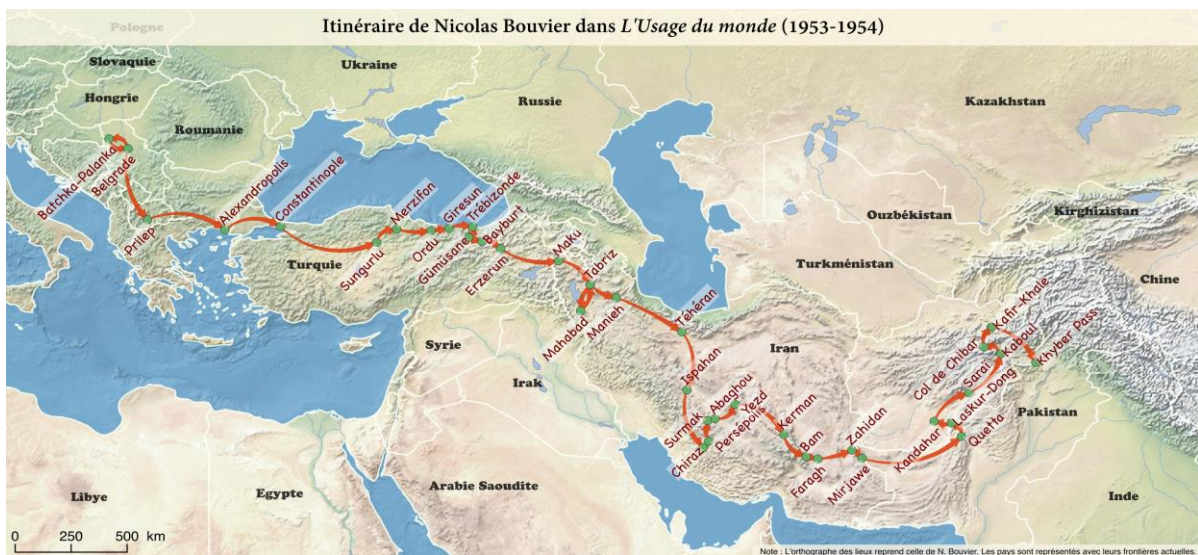 Itinéraire de Nicolas Bouvier dans L'Usage du monde (1953-1954)
Pologne
Slovaquie
Ukraine
Hongrie
Russie
Kazakhstan
Roumanie
Batchka-Palanka
Belgrade
Prilep
Alexandropolis
Constantinople
Sungurlu
Merzifon
Ordu
Giresun
Trébizonde
Gümüsane
Bayburt
Erzerum
Maku
Tabriz
Mahabad
Manieh
Téhéran
Turquie
Ouzbékistan
Kirghizistan
Turkménistan
Chine
Syrie
Irak
Iran
Ispahan
Surmak
Abaghou
Yezd
Persépolis
Chiraz
Kerman
Bam
Faragh
Zahidan
Mirjawe
Kandahar
Quetta
Laskur-Dong
Saraï
Kaboul
Col de Chibar
Kafir-Khale
Khyber Pass
Pakistan
Libye
Egypte
Arabie Saoudite
Inde
0 250 500 km
Note : L'orthographe des lieux reprend celle de N. Bouvier. Les pays sont représentés avec leurs frontières actuelles.